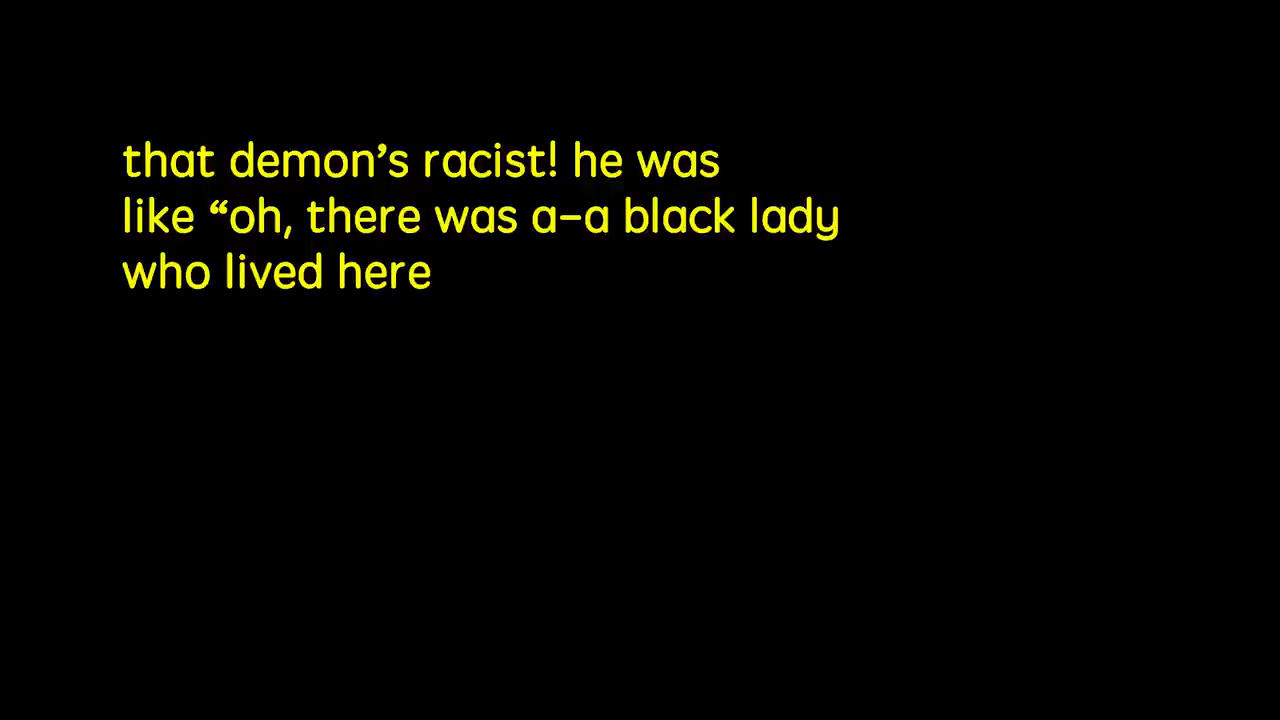 that demon’s racist! he was
like “oh, there was a-a black lady
who lived here